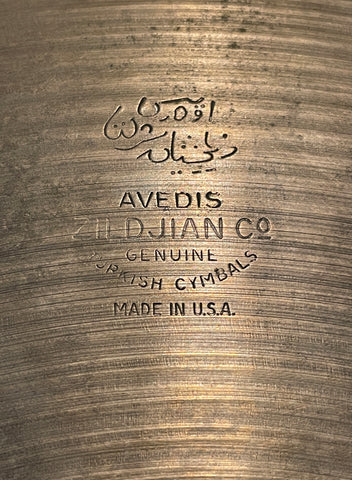 AVEDIS
ZILDJIAN CO
GENUINE
TURKISH CYMBALS
MADE IN U.S.A.